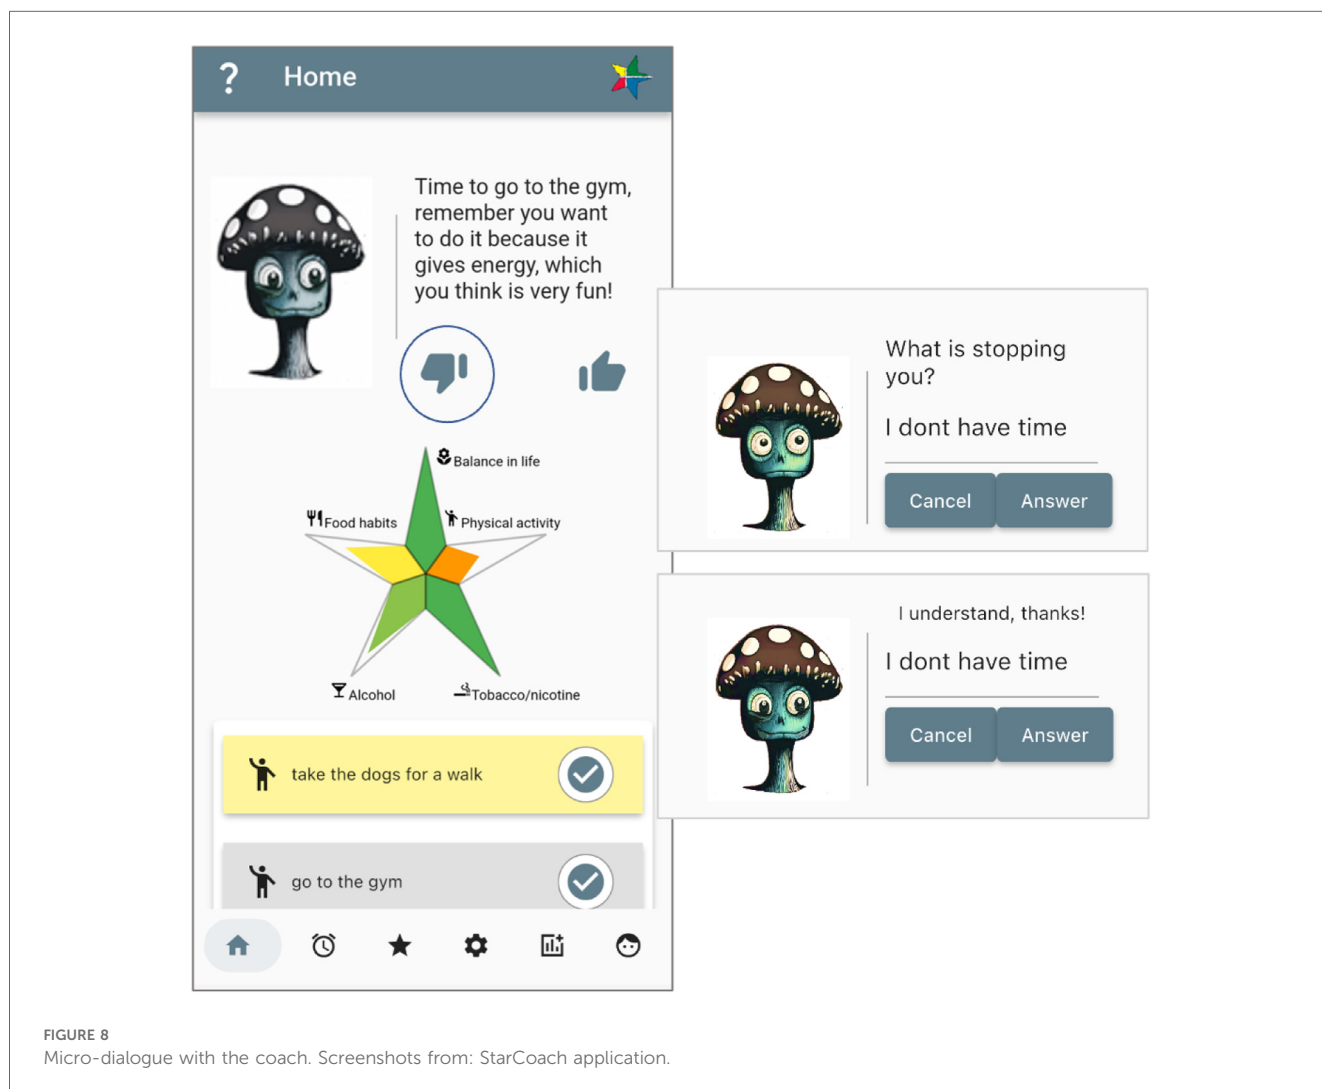 ? Home
Time to go to the gym,
remember you want
to do it because it
gives energy, which
you think is very fun!
Balance in life
Food habits
Physical activity
Alcohol
Tobacco/nicotine
take the dogs for a walk
go to the gym
What is stopping
you?
I dont have time
Cancel
Answer
I understand, thanks!
I dont have time
Cancel
Answer
FIGURE 8
Micro-dialogue with the coach. Screenshots from: StarCoach application.